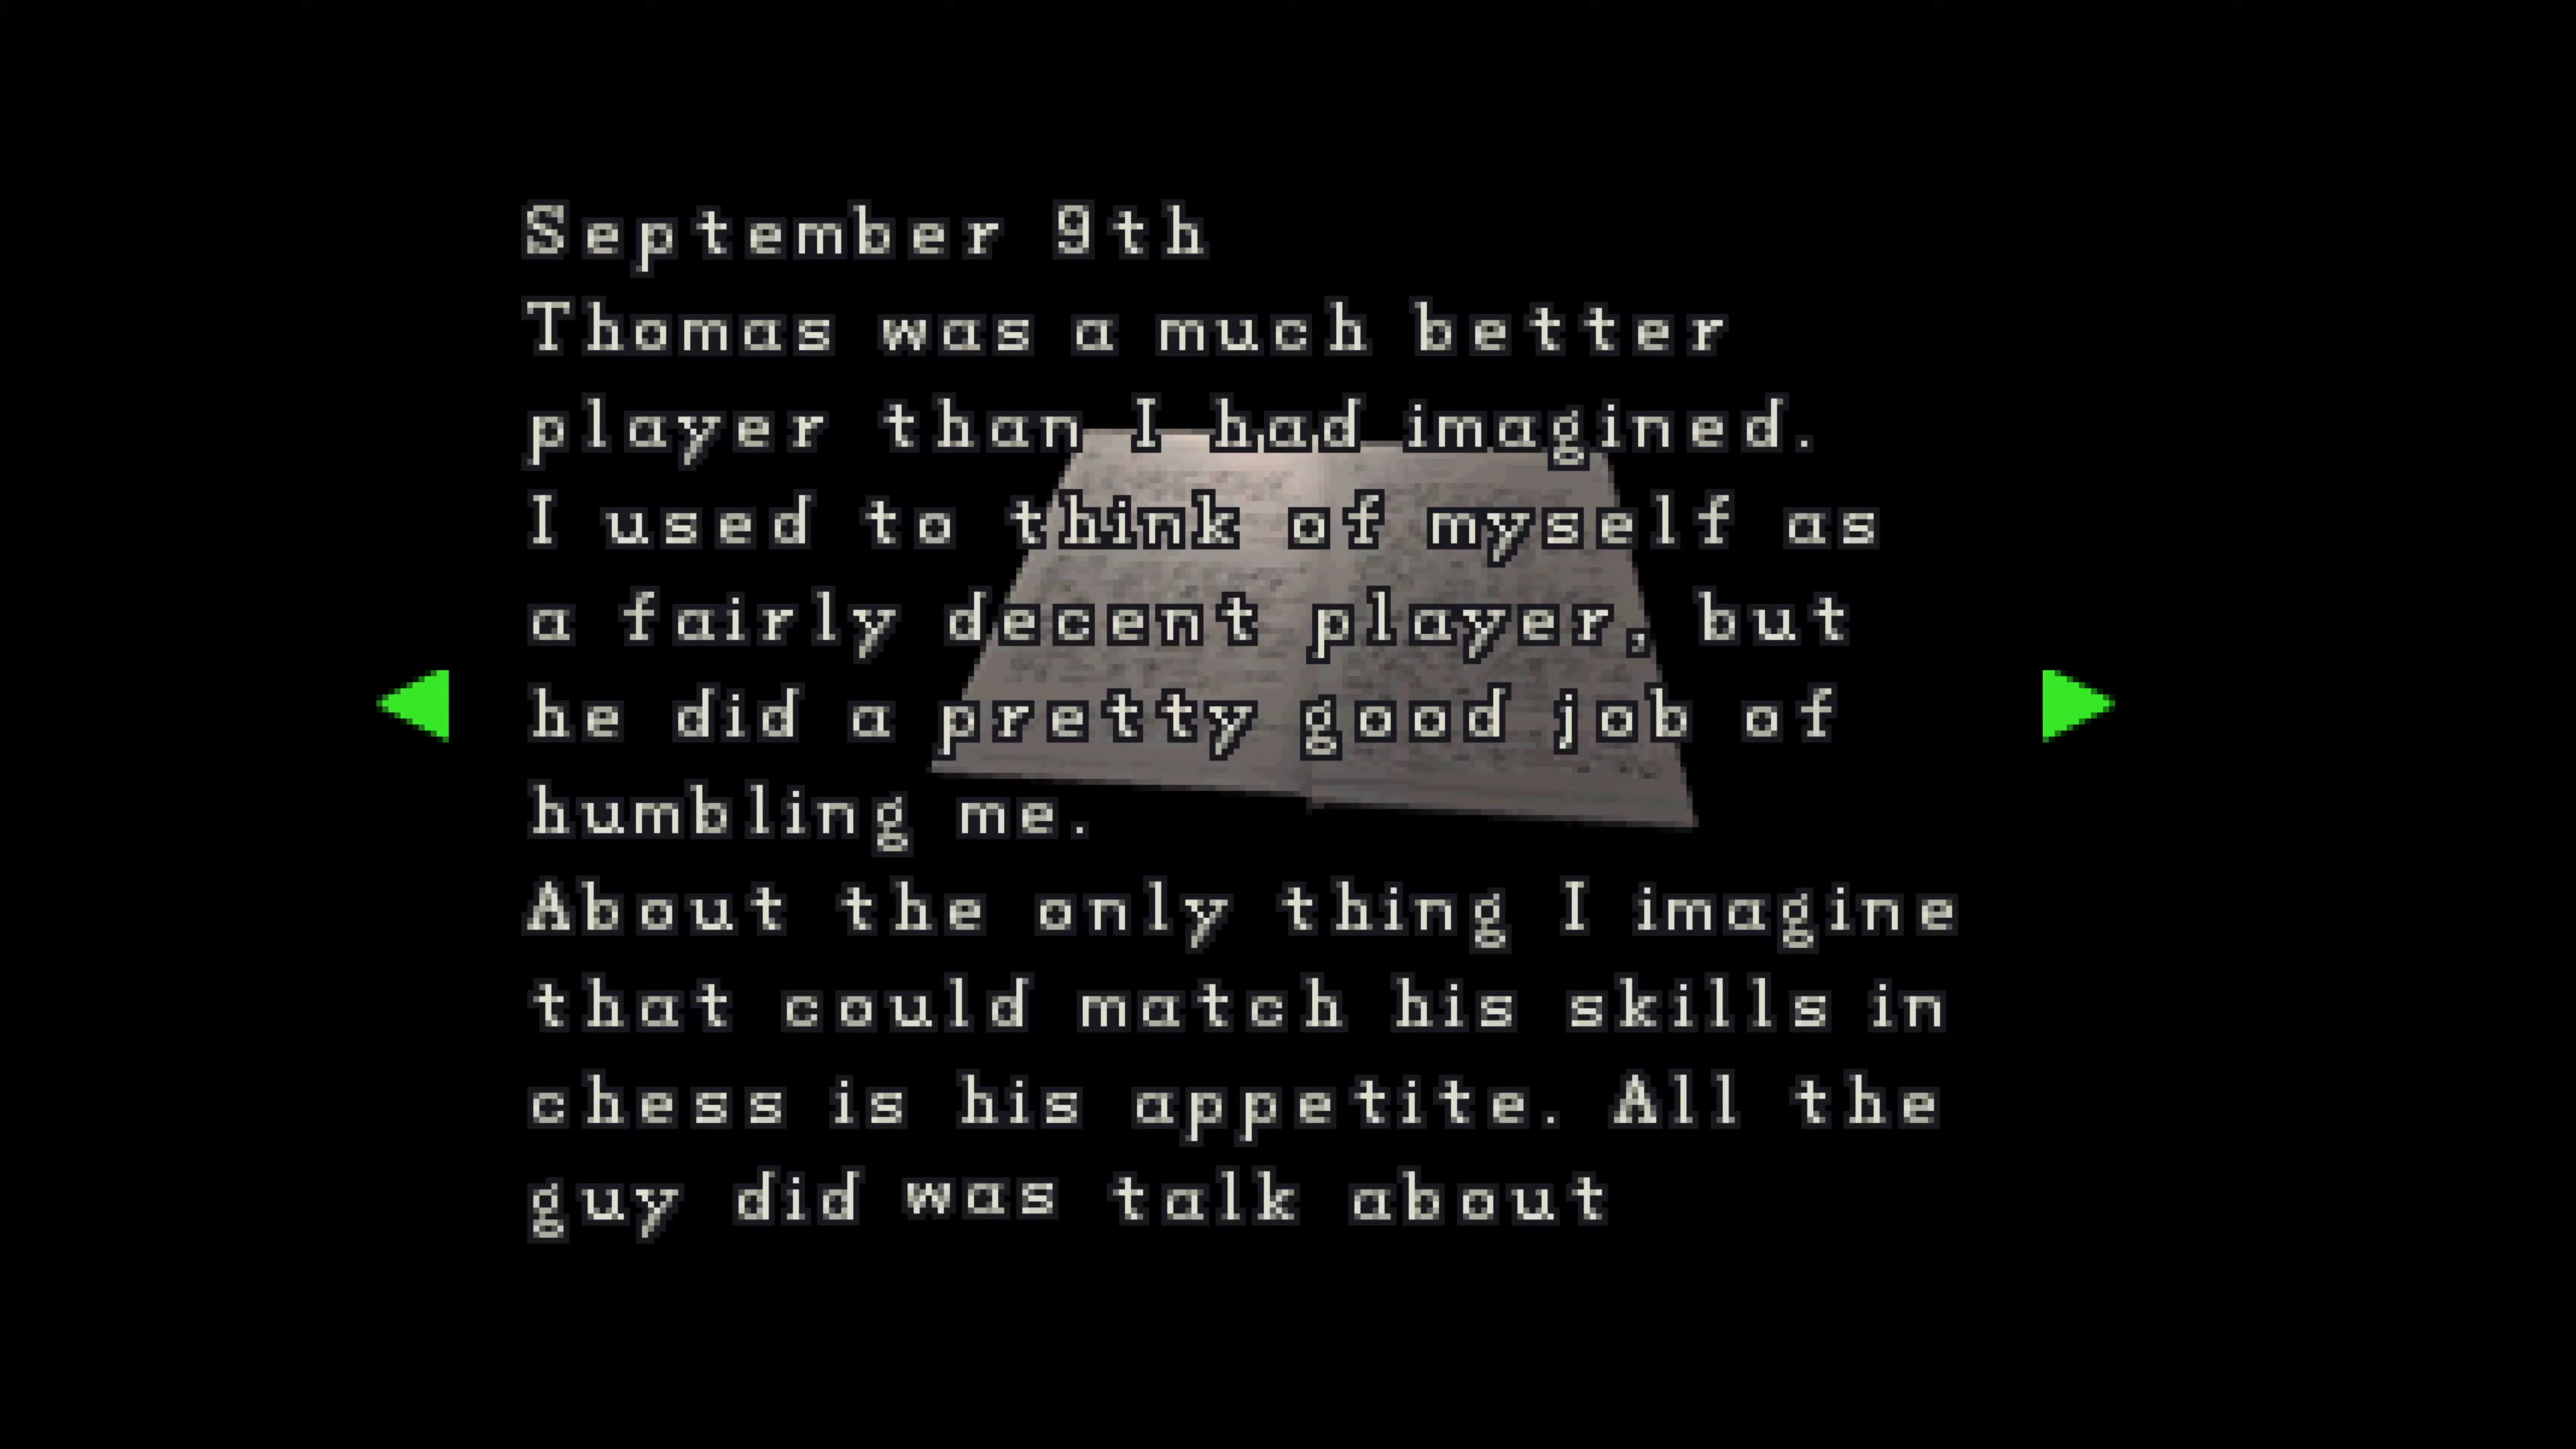 September 9th
Thomas was a much better
player than I had imagined.
I used to think of myself as
a fairly decent player, but
he did a pretty good job of
humbling me.
About the only thing I imagine
that could match his skills in
chess is his appetite. All the
guy did was talk about